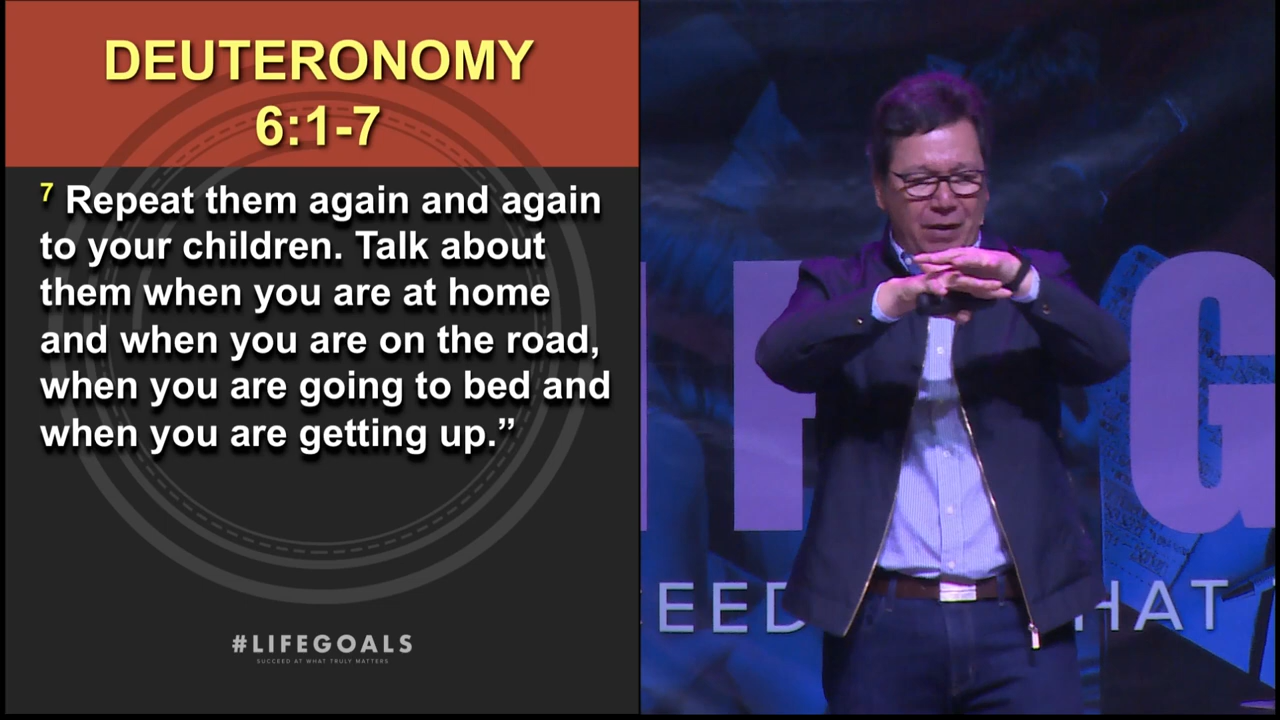 DEUTERONOMY
6:1-7
7 Repeat them again and again
to your children. Talk about
them when you are at home
and when you are on the road,
when you are going to bed and
when you are getting up.”
#LIFEGOALS
SUCCEED AT WHAT TRULY MATTERS
G
EED HAT